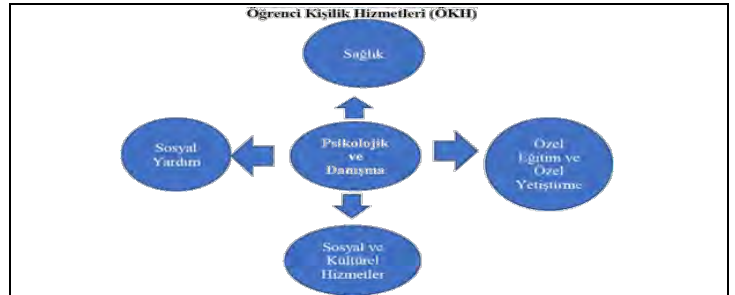 Öğrenci Kişilik Hizmetleri (ÖKH)
Sağlık
Sosyal
Yardım
Psikolojik
ve
Danışma
Özel
Eğitim ve
Özel
Yetiştirme
Sosyal ve
Kültürel
Hizmetler